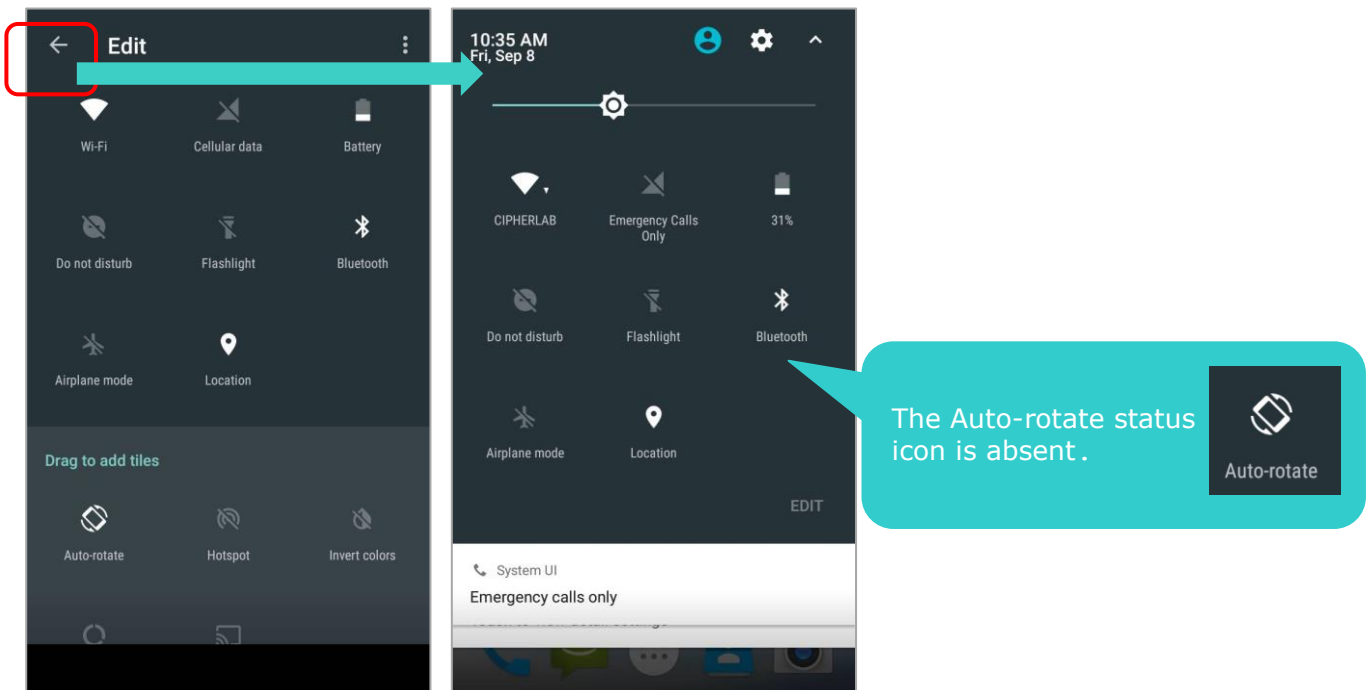 Edit
Wi-Fi Cellular data Battery
Do not disturb Flashlight Bluetooth
Airplane mode Location
Drag to add tiles
Auto-rotate Hotspot Invert colors
10:35 AM
Fri, Sep 8
CIPHERLAB Emergency Calls Only 31%
Do not disturb Flashlight Bluetooth
Airplane mode Location
EDIT
System UI
Emergency calls only
The Auto-rotate status
icon is absent.
Auto-rotate